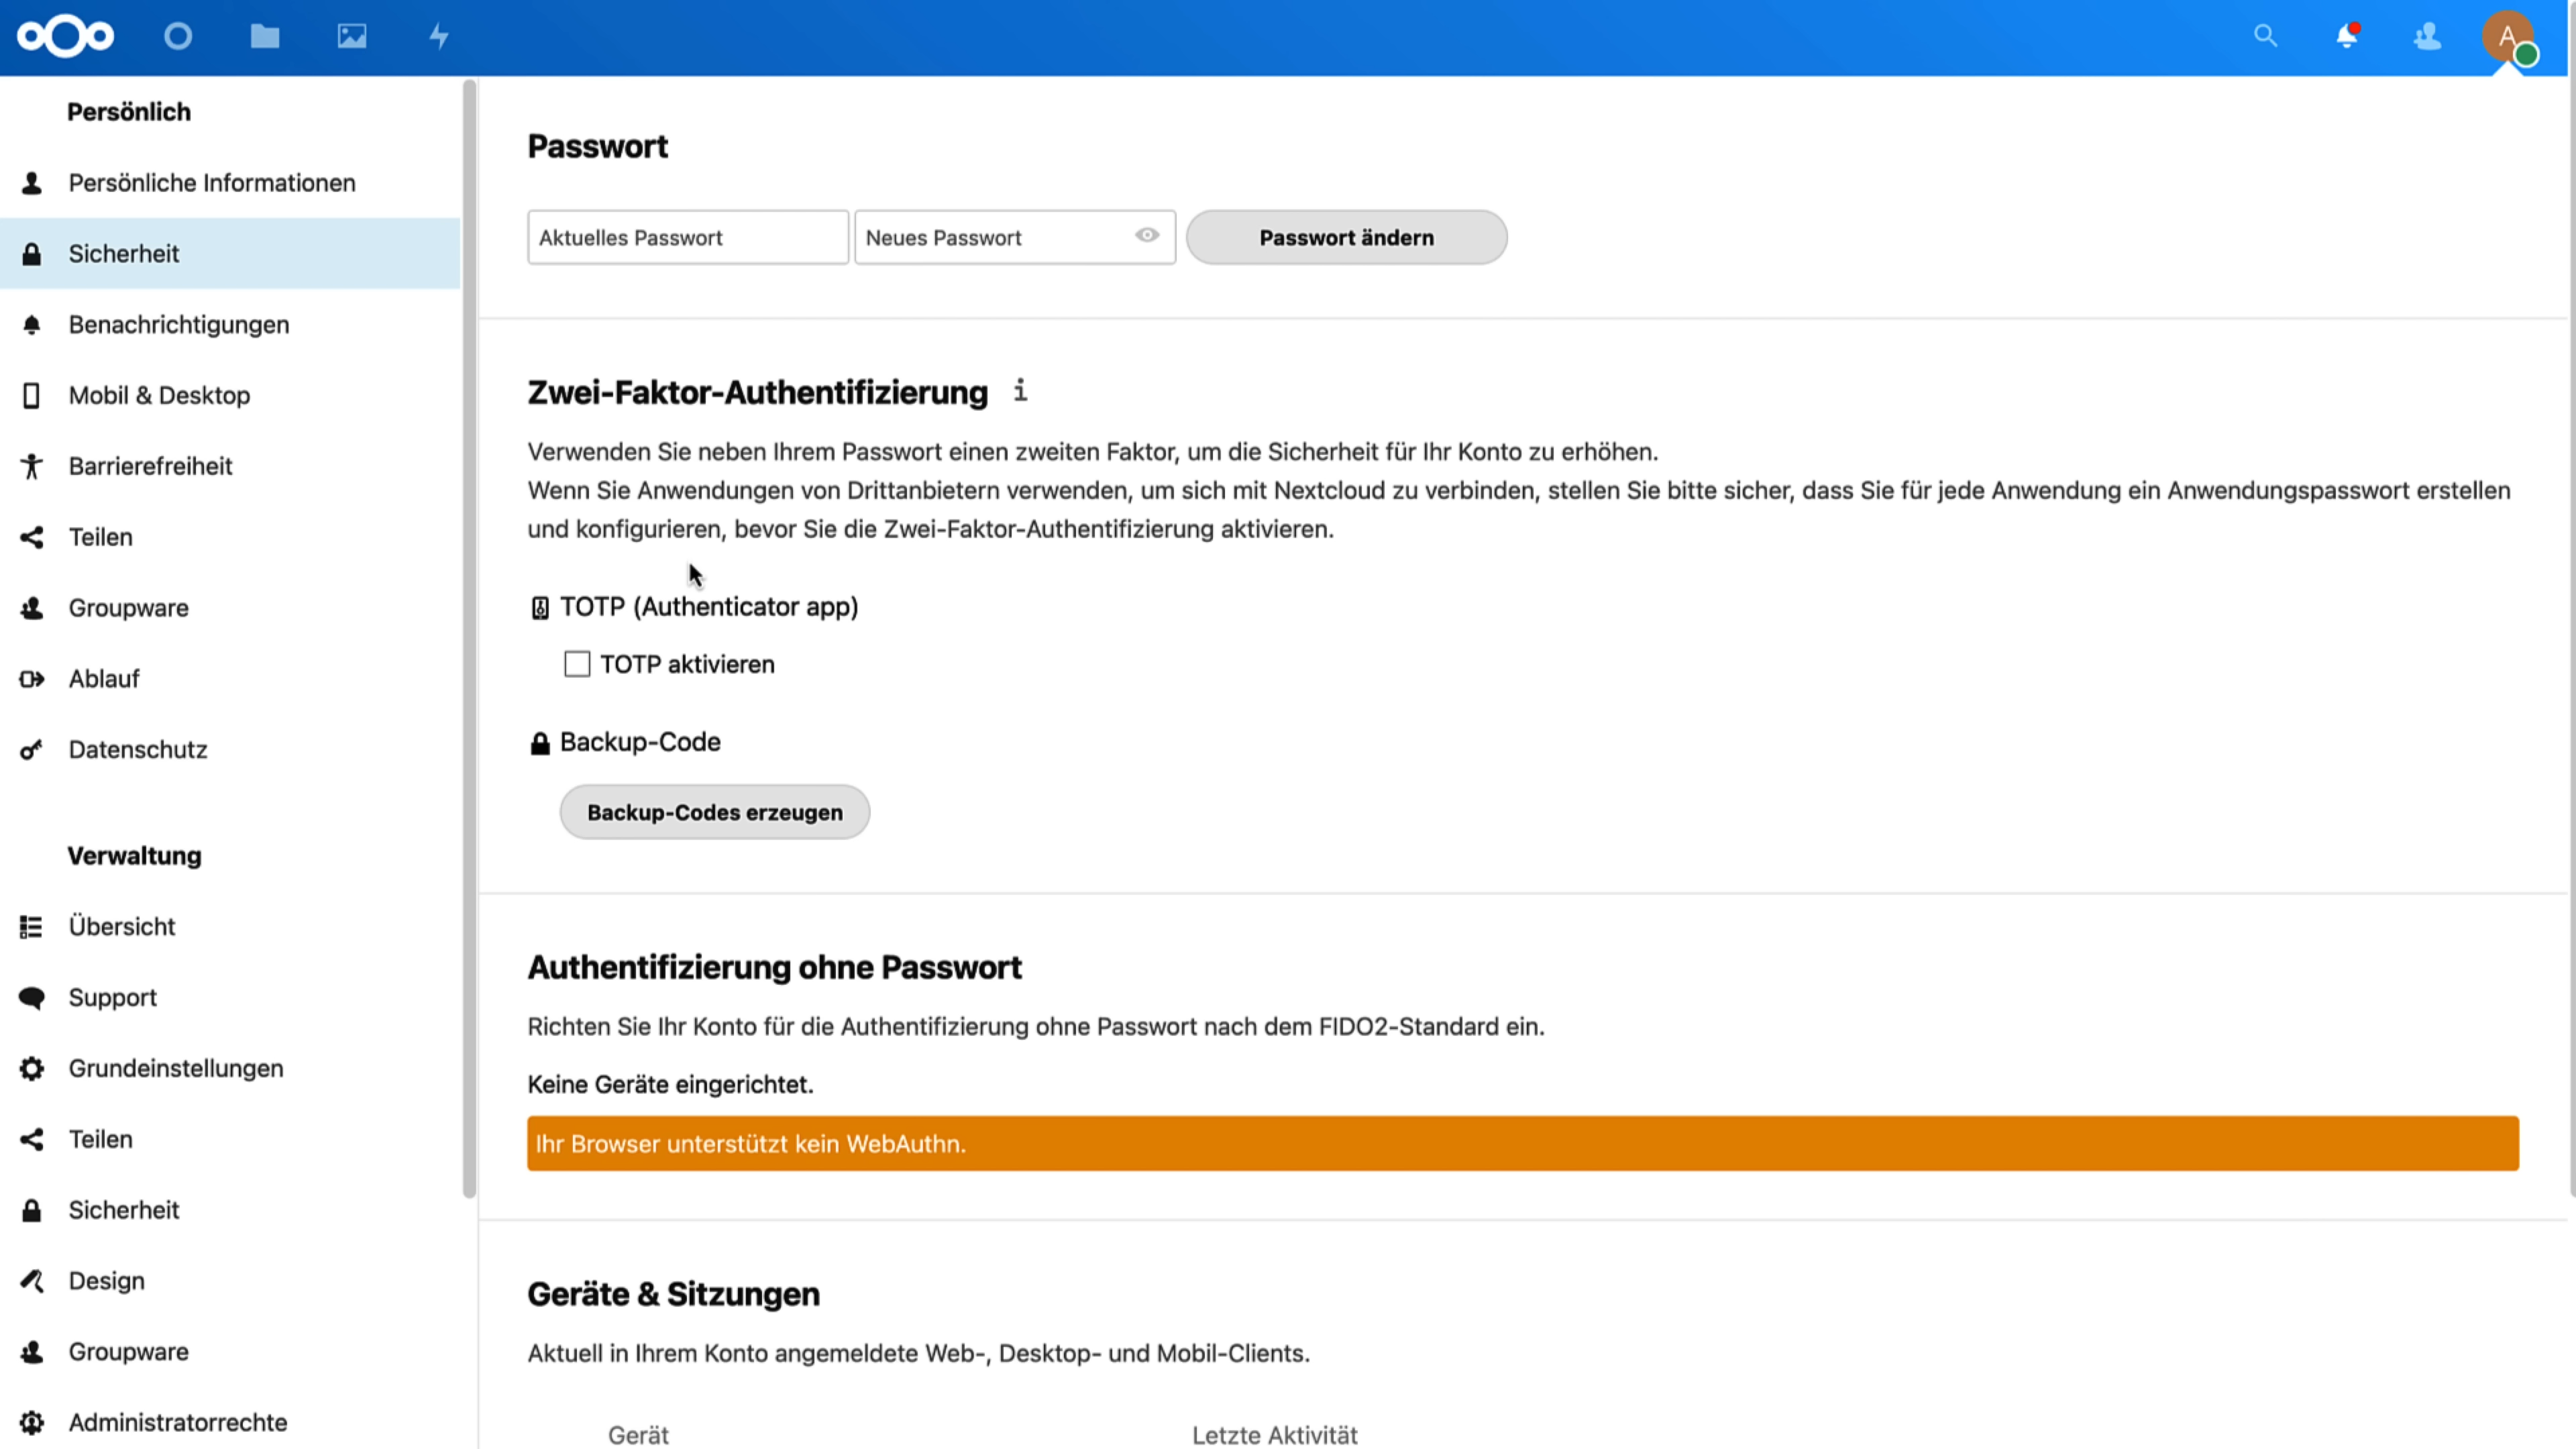 A
Persönlich
Persönliche Informationen
Sicherheit
Benachrichtigungen
Mobil & Desktop
Barrierefreiheit
Teilen
Groupware
Ablauf
Datenschutz
Verwaltung
Übersicht
Support
Grundeinstellungen
Teilen
Sicherheit
Design
Groupware
Administratorrechte
Passwort
Aktuelles Passwort
Neues Passwort
Passwort ändern
Zwei-Faktor-Authentifizierung i
Verwenden Sie neben Ihrem Passwort einen zweiten Faktor, um die Sicherheit für Ihr Konto zu erhöhen.
Wenn Sie Anwendungen von Drittanbietern verwenden, um sich mit Nextcloud zu verbinden, stellen Sie bitte sicher, dass Sie für jede Anwendung ein Anwendungspasswort erstellen
und konfigurieren, bevor Sie die Zwei-Faktor-Authentifizierung aktivieren.
TOTP (Authenticator app)
TOTP aktivieren
Backup-Code
Backup-Codes erzeugen
Authentifizierung ohne Passwort
Richten Sie Ihr Konto für die Authentifizierung ohne Passwort nach dem FIDO2-Standard ein.
Keine Geräte eingerichtet.
Ihr Browser unterstützt kein WebAuthn.
Geräte & Sitzungen
Aktuell in Ihrem Konto angemeldete Web-, Desktop- und Mobil-Clients.
Gerät
Letzte Aktivität